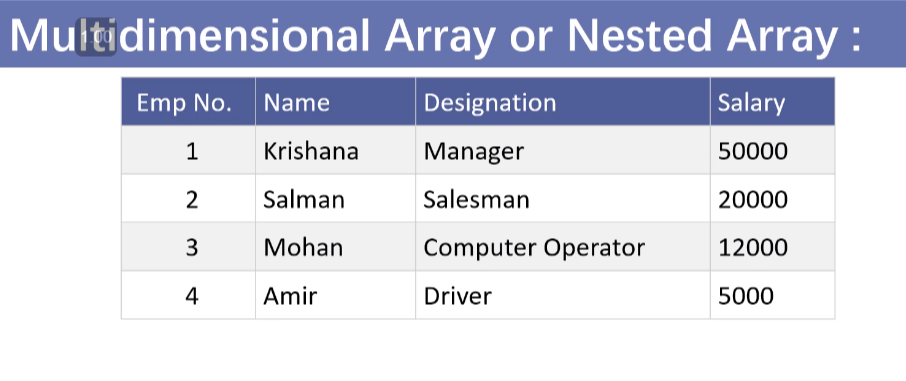 Multidimensional Array or Nested Array :
Emp No. Name Designation Salary
1 Krishana Manager 50000
2 Salman Salesman 20000
3 Mohan Computer Operator 12000
4 Amir Driver 5000